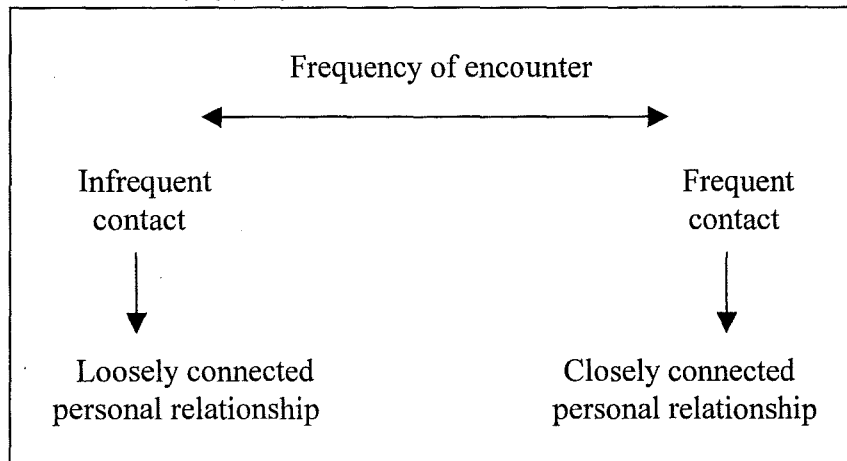 Frequency of encounter
Infrequent
contact
Frequent
contact
Loosely connected
personal relationship
Closely connected
personal relationship